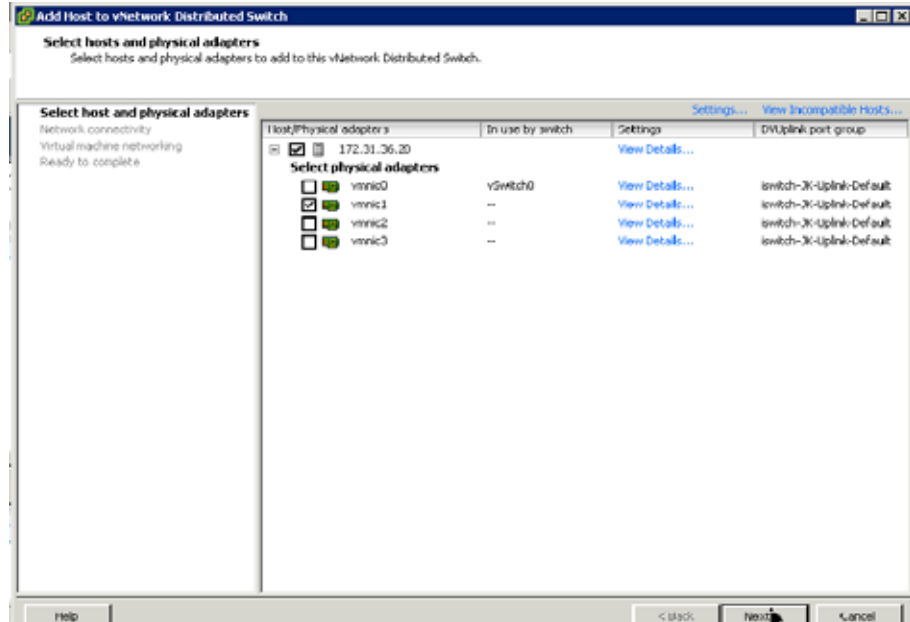 Add Host to vNetwork Distributed Switch
Select hosts and physical adapters
Select hosts and physical adapters to add to this vNetwork Distributed Switch.
Settings... View Incompatible Hosts...
Select host and physical adapters
Network connectivity
Virtual machine networking
Ready to complete
Host/Physical adapters In use by switch Settings DVUplink port group
172.31.36.20 View Details...
Select physical adapters
vmnic0 vSwitch0 View Details... iswitch-JK-Uplink-Default
vmnic1 -- View Details... iswitch-JK-Uplink-Default
vmnic2 -- View Details... iswitch-JK-Uplink-Default
vmnic3 -- View Details... iswitch-JK-Uplink-Default
Help < Back Next Cancel